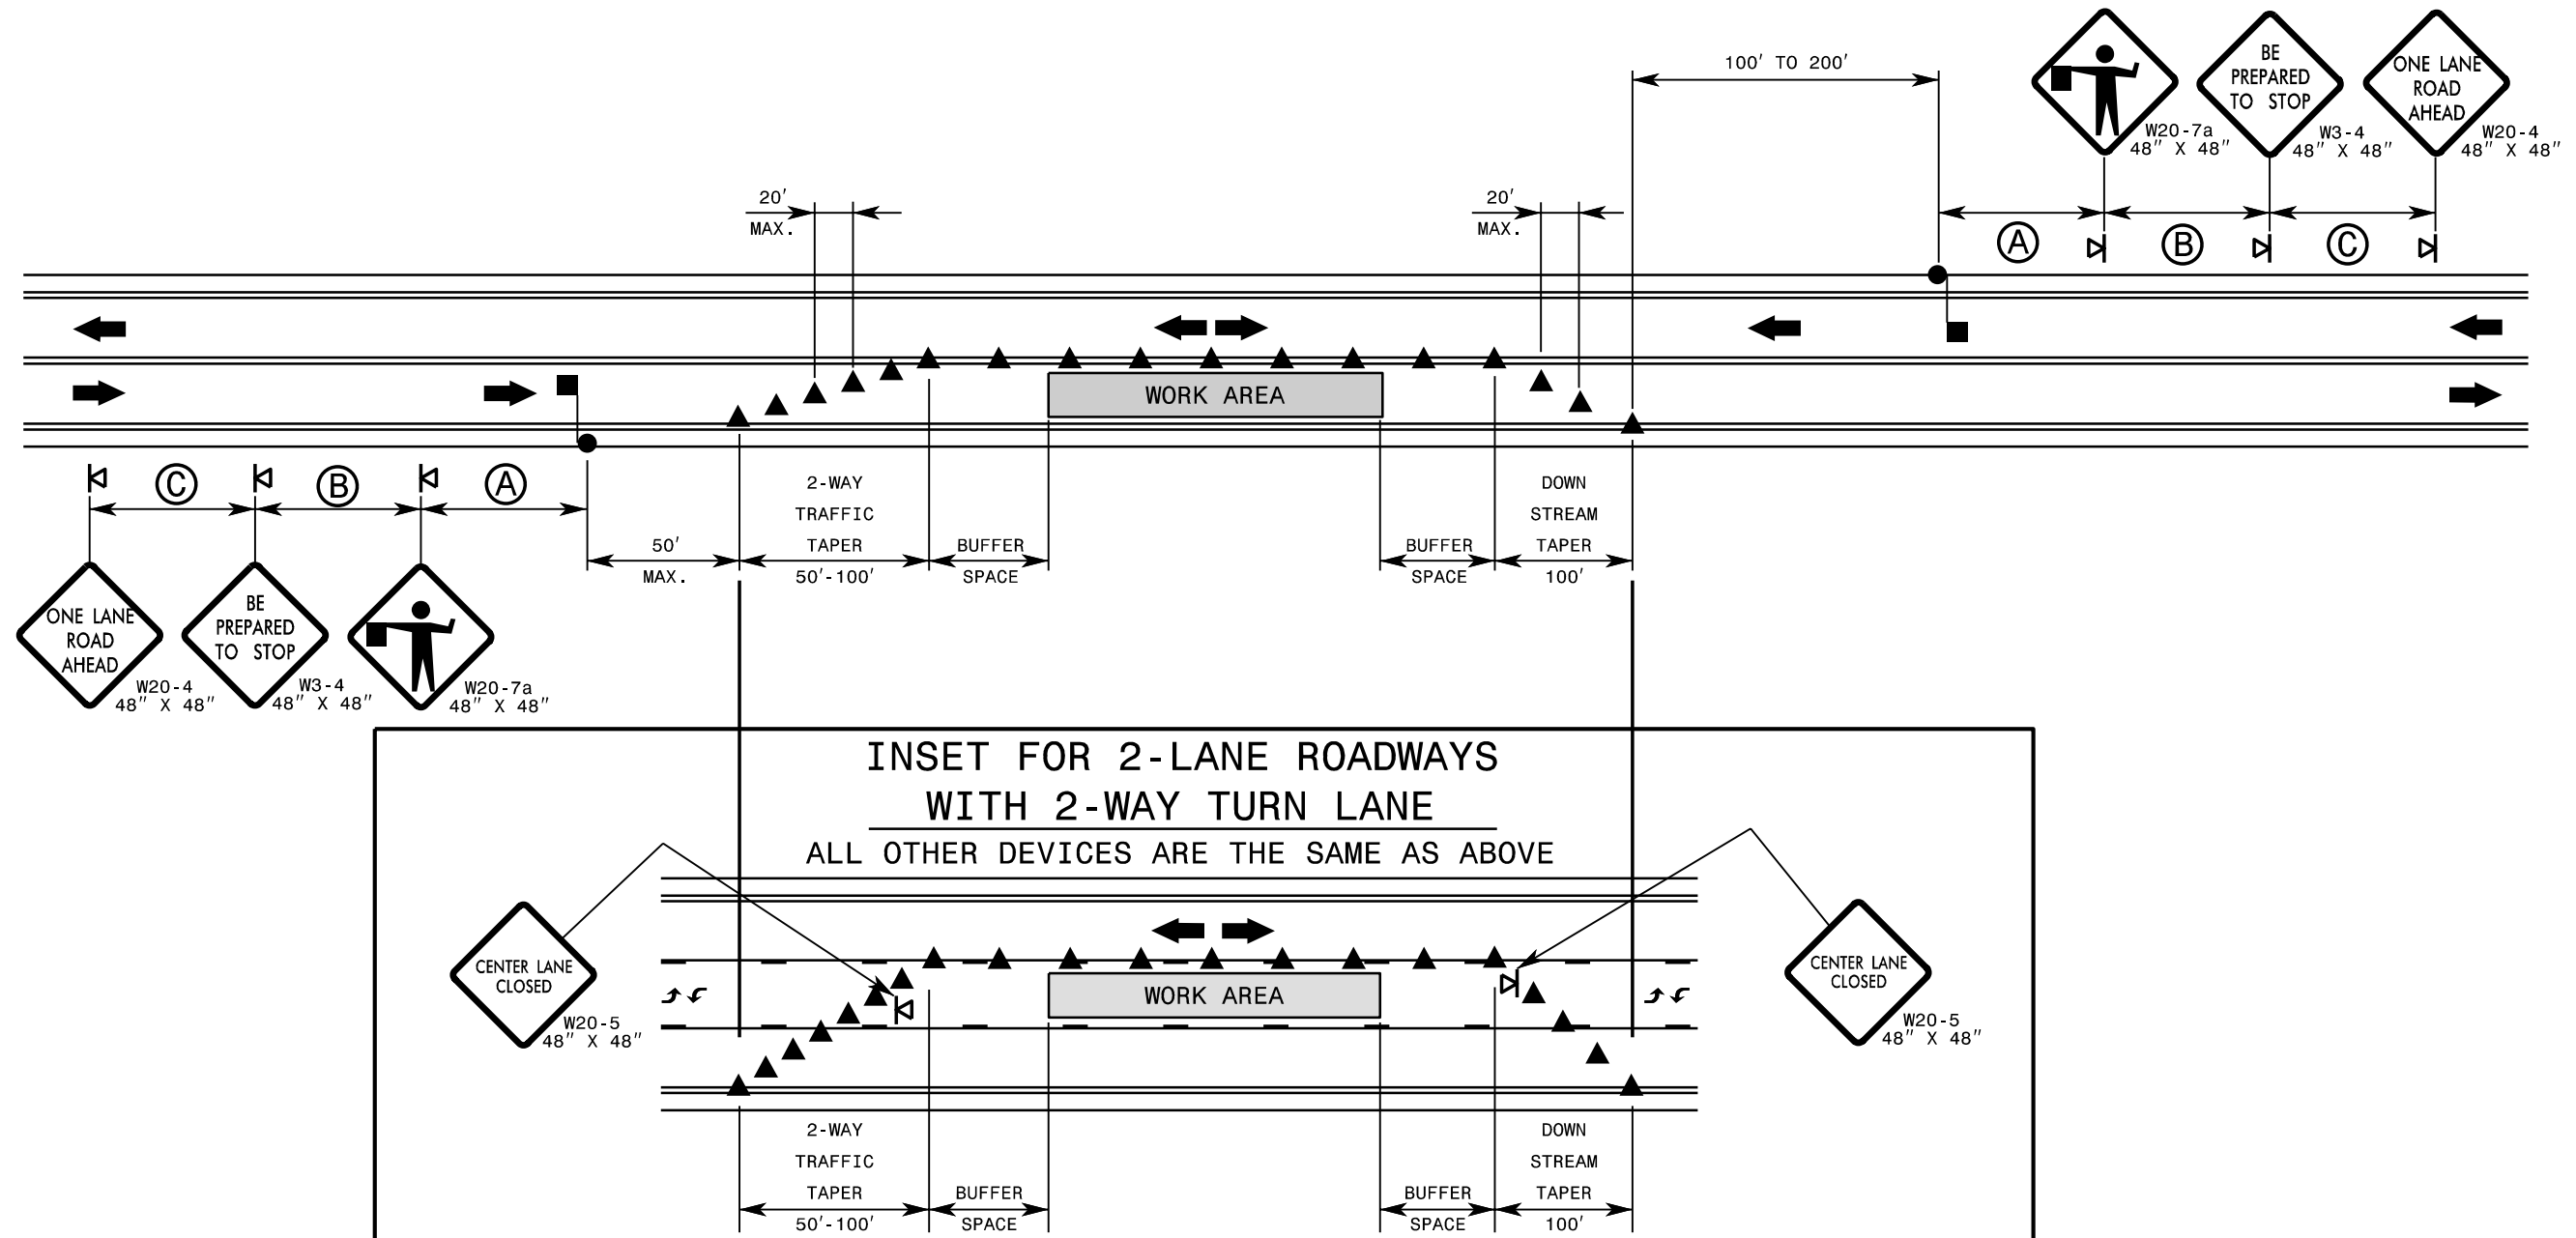 100' TO 200'
BE
PREPARED
TO STOP
ONE LANE
ROAD
AHEAD
W20-7a
48" X 48"
W3-4
48" X 48"
W20-4
48" X 48"
20'
MAX.
20'
MAX.
A
B
C
WORK AREA
C
B
A
2-WAY
TRAFFIC
TAPER
50'-100'
DOWN
STREAM
TAPER
100'
50'
MAX.
BUFFER
SPACE
BUFFER
SPACE
ONE LANE
ROAD
AHEAD
W20-4
48" X 48"
BE
PREPARED
TO STOP
W3-4
48" X 48"
W20-7a
48" X 48"
INSET FOR 2-LANE ROADWAYS
WITH 2-WAY TURN LANE
ALL OTHER DEVICES ARE THE SAME AS ABOVE
CENTER LANE
CLOSED
W20-5
48" X 48"
WORK AREA
CENTER LANE
CLOSED
W20-5
48" X 48"
2-WAY
TRAFFIC
TAPER
50'-100'
BUFFER
SPACE
BUFFER
SPACE
DOWN
STREAM
TAPER
100'